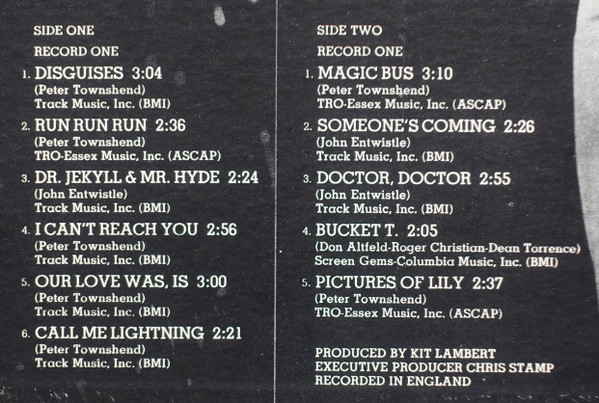 SIDE ONE
RECORD ONE
1. DISGUISES 3:04
(Peter Townshend)
Track Music, Inc. (BMI)
2. RUN RUN RUN 2:36
(Peter Townshend)
TRO-Essex Music, Inc. (ASCAP)
3. DR. JEKYLL & MR. HYDE 2:24
(John Entwistle)
Track Music, Inc. (BMI)
4. I CAN'T REACH YOU 2:56
(Peter Townshend)
Track Music, Inc. (BMI)
5. OUR LOVE WAS, IS 3:00
(Peter Townshend)
Track Music, Inc. (BMI)
6. CALL ME LIGHTNING 2:21
(Peter Townshend)
Track Music, Inc. (BMI)
SIDE TWO
RECORD ONE
1. MAGIC BUS 3:10
(Peter Townshend)
TRO-Essex Music, Inc. (ASCAP)
2. SOMEONE'S COMING 2:26
(John Entwistle)
Track Music, Inc. (BMI)
3. DOCTOR, DOCTOR 2:55
(John Entwistle)
Track Music, Inc. (BMI)
4. BUCKET T. 2:05
(Don Altfeld-Roger Christian-Dean Torrence)
Screen Gems-Columbia Music, Inc. (BMI)
5. PICTURES OF LILY 2:37
(Peter Townshend)
TRO-Essex Music, Inc. (ASCAP)
PRODUCED BY KIT LAMBERT
EXECUTIVE PRODUCER CHRIS STAMP
RECORDED IN ENGLAND